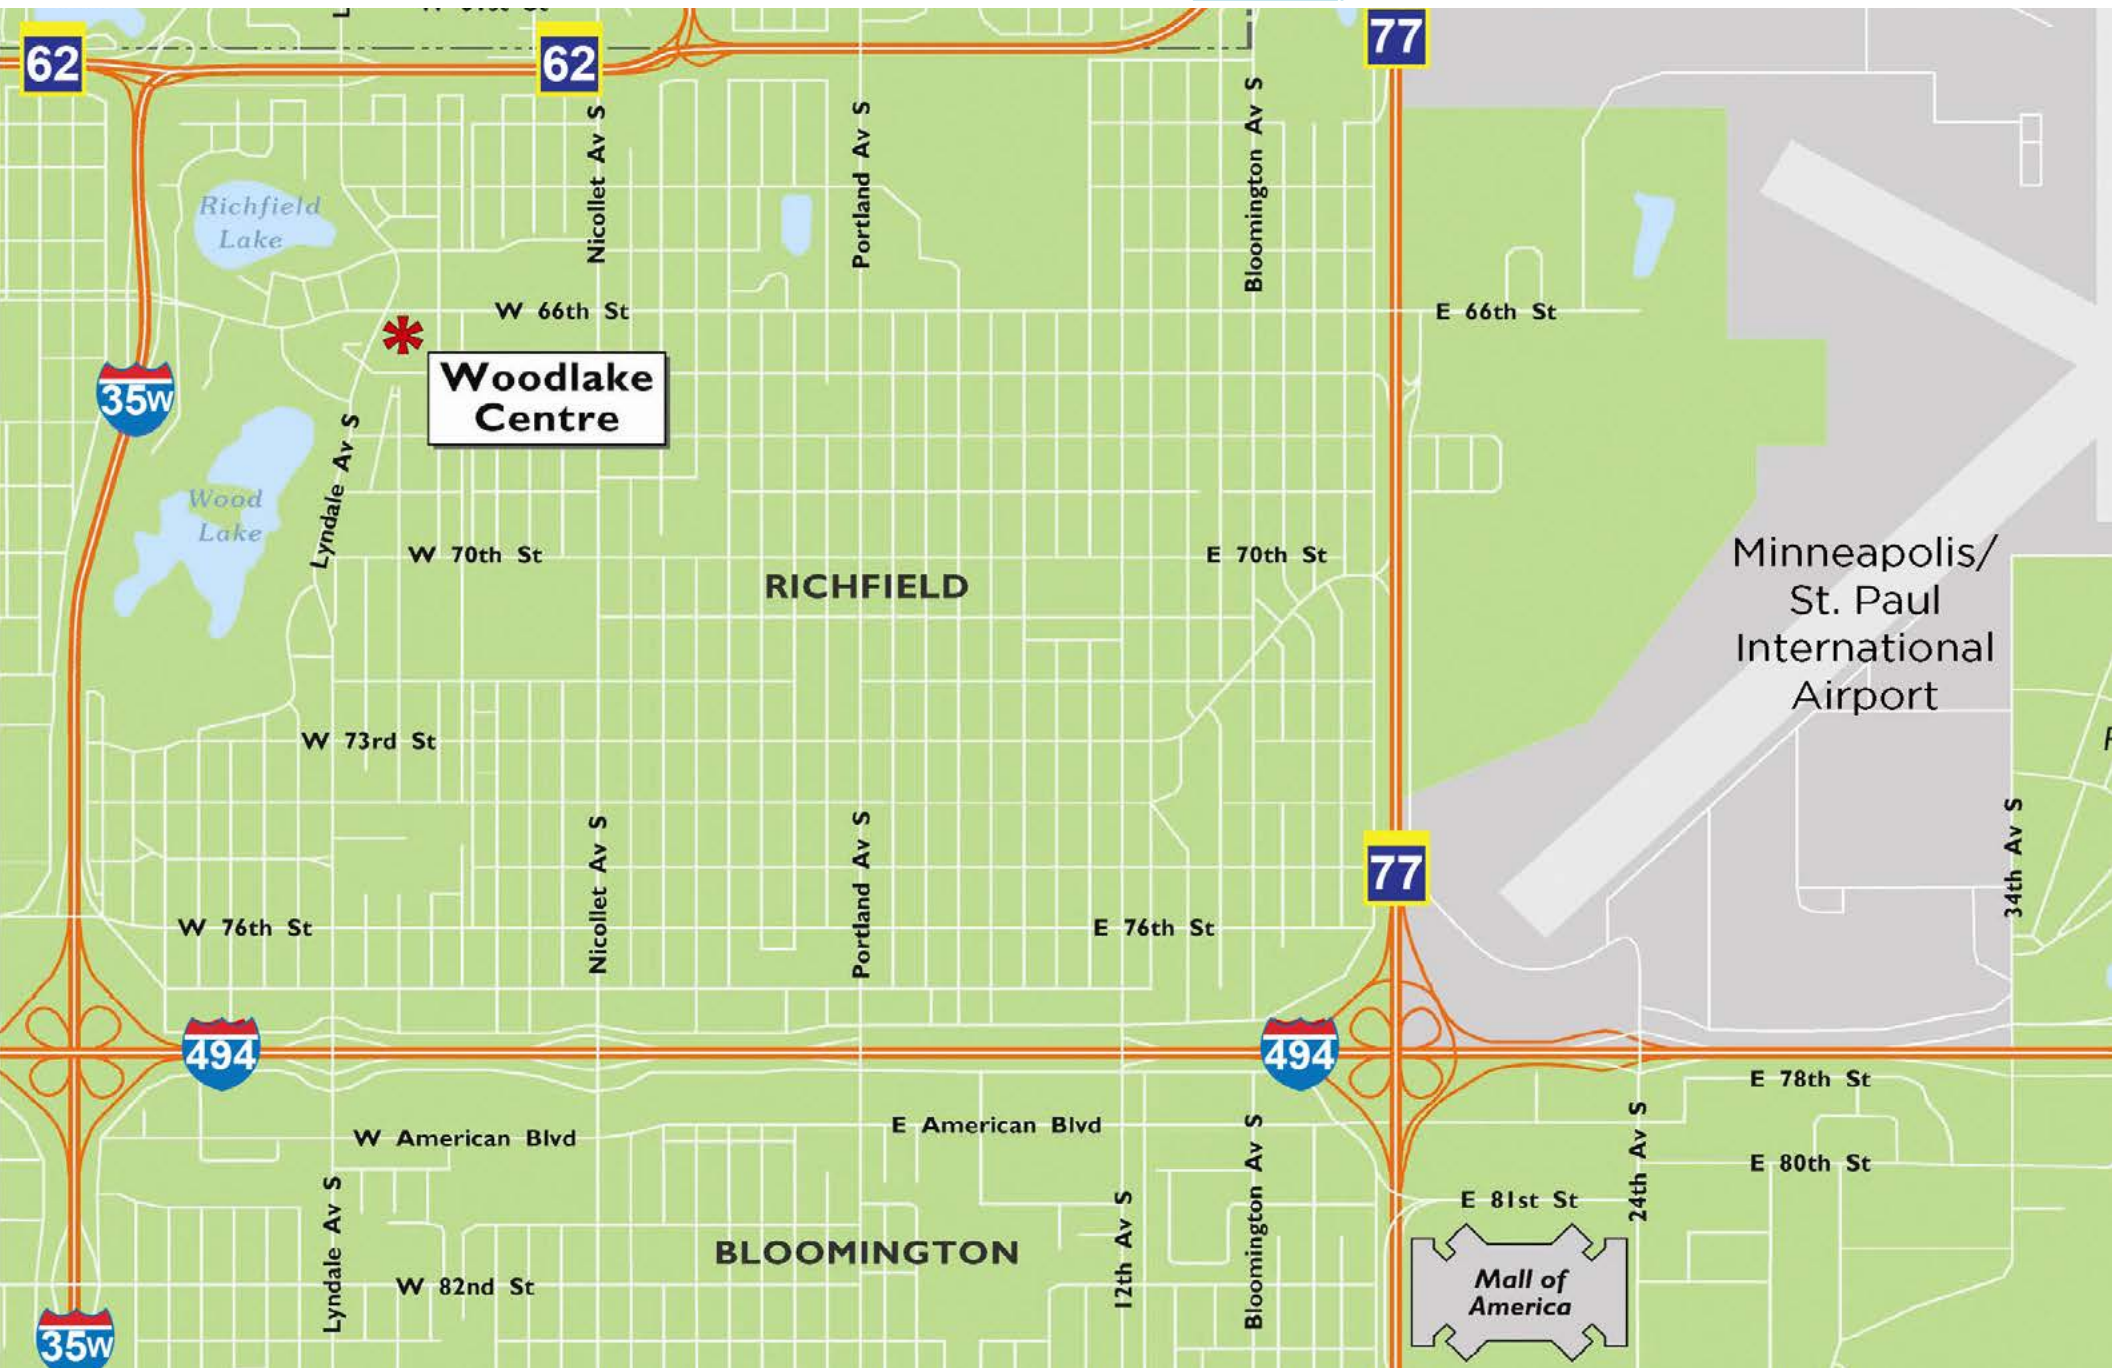 62
62
77
Nicollet Av S
Portland Av S
Bloomington Av S
Richfield
Lake
W 66th St
E 66th St
35W
Woodlake
Centre
Lyndale Av S
Wood
Lake
W 70th St
E 70th St
RICHFIELD
Minneapolis/
St. Paul
International
Airport
W 73rd St
Nicollet Av S
Portland Av S
77
34th Av S
W 76th St
E 76th St
494
494
E 78th St
W American Blvd
E American Blvd
Bloomington Av S
24th Av S
E 80th St
Lyndale Av S
12th Av S
E 81st St
BLOOMINGTON
W 82nd St
Mall of
America
35W